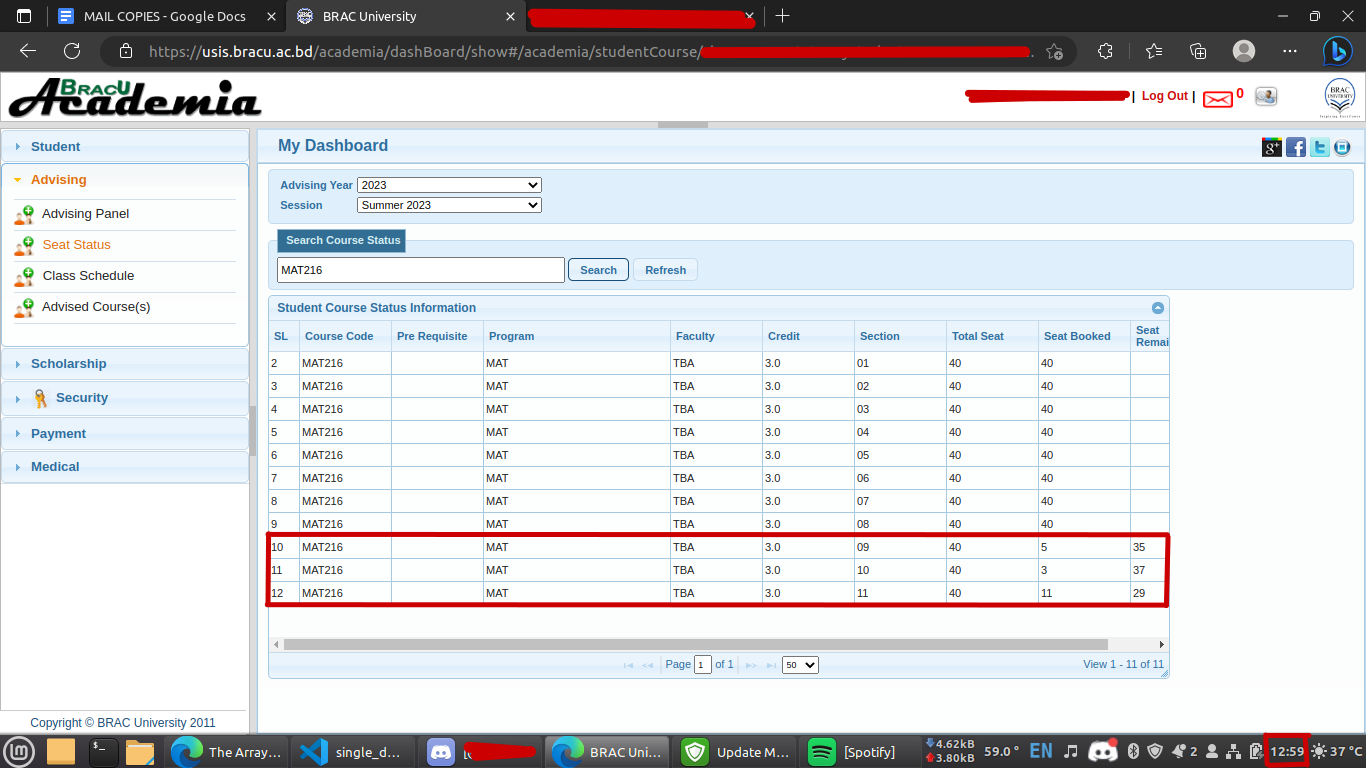 MAIL COPIES - Google Docs
BRAC University
https://usis.bracu.ac.bd/academia/dashBoard/show#/academia/studentCourse/
BRACU
Academia
| Log Out | 0
BRAC
UNIVERSITY
Student
Advising
Advising Panel
Seat Status
Class Schedule
Advised Course(s)
Scholarship
Security
Payment
Medical
Copyright © BRAC University 2011
My Dashboard
Advising Year 2023
Session Summer 2023
Search Course Status
MAT216 Search Refresh
Student Course Status Information
SL Course Code Pre Requisite Program Faculty Credit Section Total Seat Seat Booked Seat
Remai
2 MAT216 MAT TBA 3.0 01 40 40
3 MAT216 MAT TBA 3.0 02 40 40
4 MAT216 MAT TBA 3.0 03 40 40
5 MAT216 MAT TBA 3.0 04 40 40
6 MAT216 MAT TBA 3.0 05 40 40
7 MAT216 MAT TBA 3.0 06 40 40
8 MAT216 MAT TBA 3.0 07 40 40
9 MAT216 MAT TBA 3.0 08 40 40
10 MAT216 MAT TBA 3.0 09 40 5 35
11 MAT216 MAT TBA 3.0 10 40 3 37
12 MAT216 MAT TBA 3.0 11 40 11 29
Page 1 of 1 50 View 1 - 11 of 11
The Array... single_d... BRAC Uni... Update M... [Spotify] 4.62kB 59.0 ° EN 2 12:59 37 °C
3.80kB